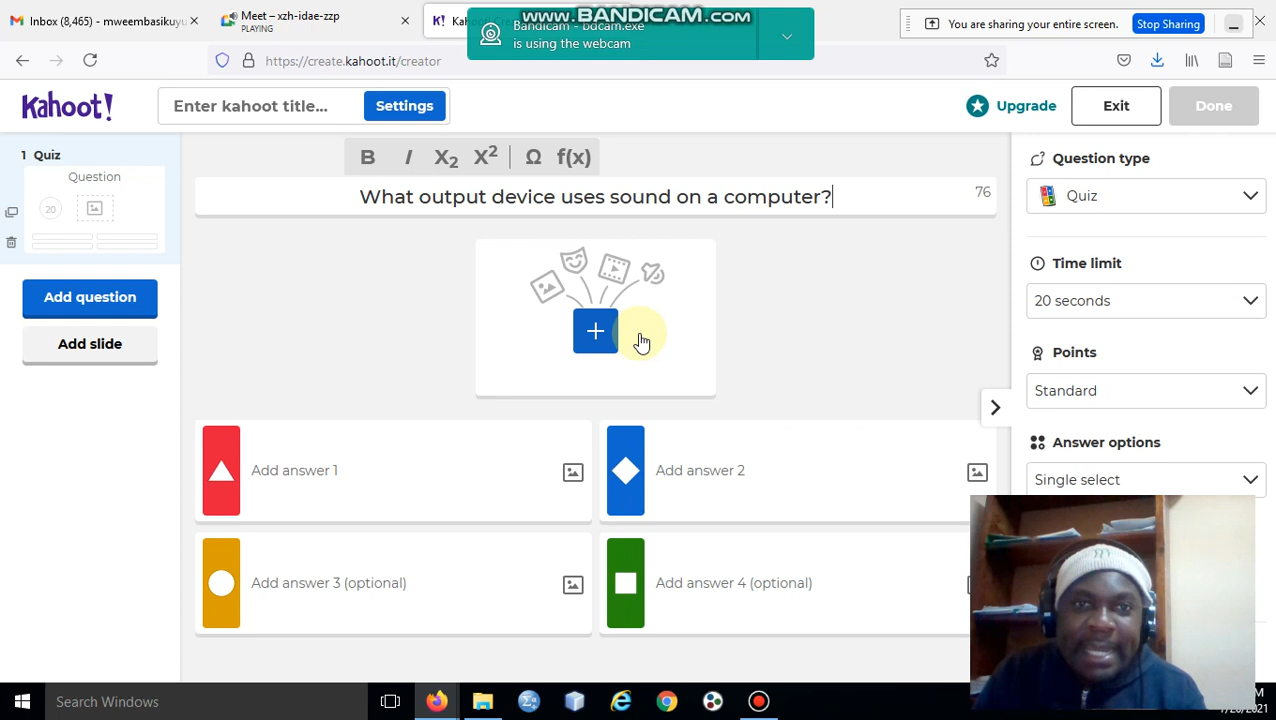 Inbox (8,465) – mweembasikuyu
Meet – xzh-idae-zzp
PLAYING
Kahoot! C
www.BANDICAM.com
Bandicam - bdcam.exe
is using the webcam
You are sharing your entire screen.
Stop Sharing
https://create.kahoot.it/creator
Kahoot!
Enter kahoot title...
Settings
Upgrade
Exit
Done
1 Quiz
Question
20
Add question
Add slide
B I X2 X2 Ω f(x)
What output device uses sound on a computer?
76
Add answer 1
Add answer 2
Add answer 3 (optional)
Add answer 4 (optional)
Question type
Quiz
Time limit
20 seconds
Points
Standard
Answer options
Single select
Search Windows